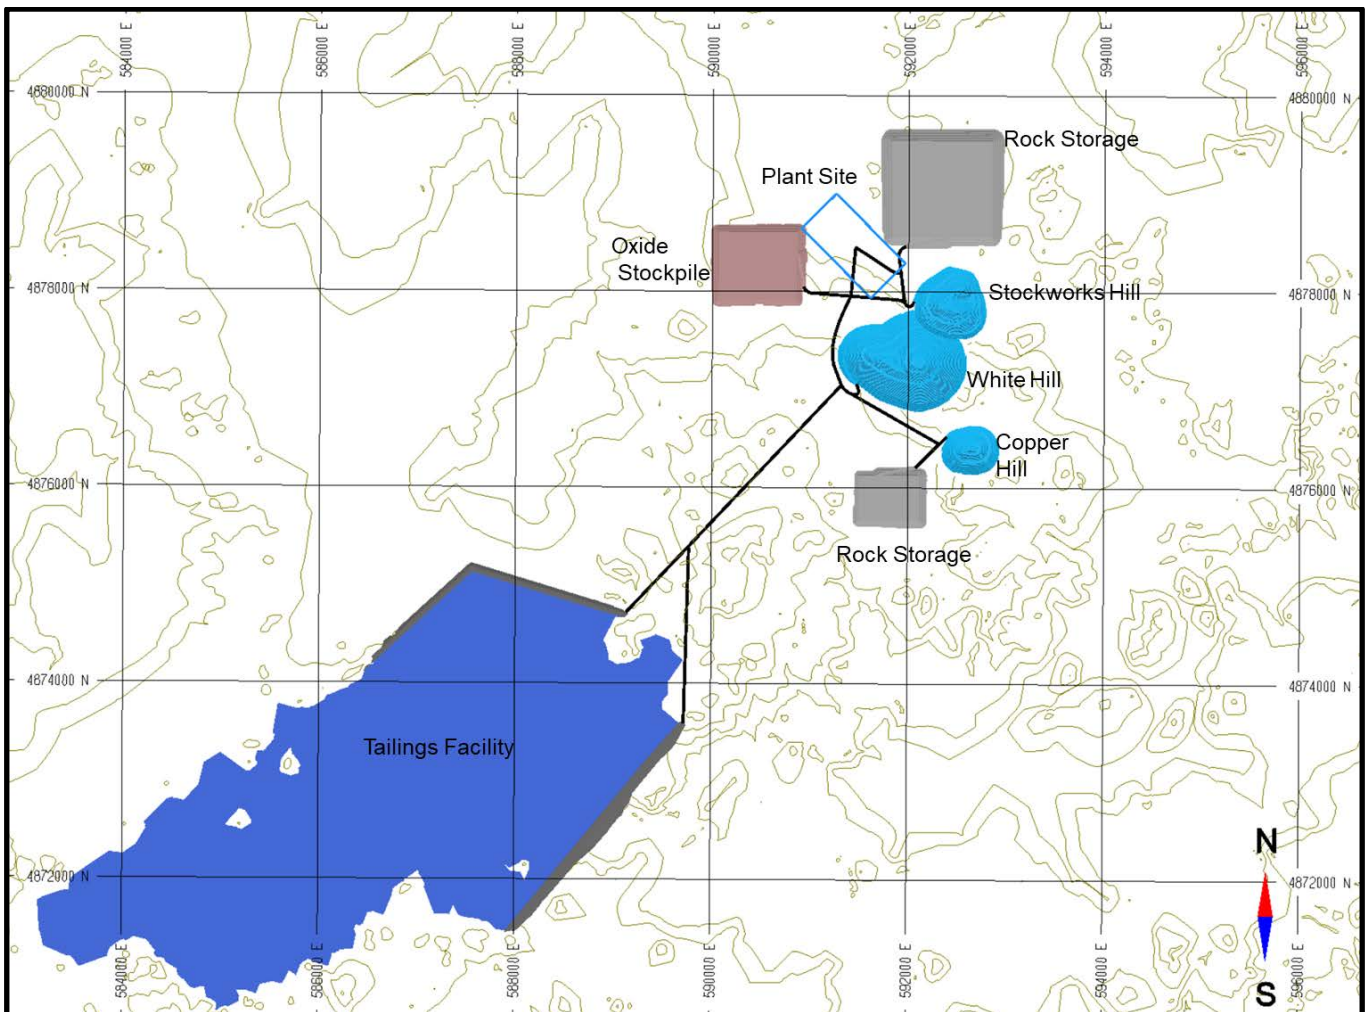 584000 E
586000 E
588000 E
590000 E
592000 E
594000 E
596000 E
4880000 N
4880000 N
Rock Storage
Plant Site
Oxide
Stockpile
4878000 N
Stockworks Hill
4878000 N
White Hill
Copper
Hill
4876000 N
4876000 N
Rock Storage
4874000 N
4874000 N
Tailings Facility
N
4872000 N
4872000 N
584000 E
586000 E
588000 E
590000 E
592000 E
594000 E
596000 E
S